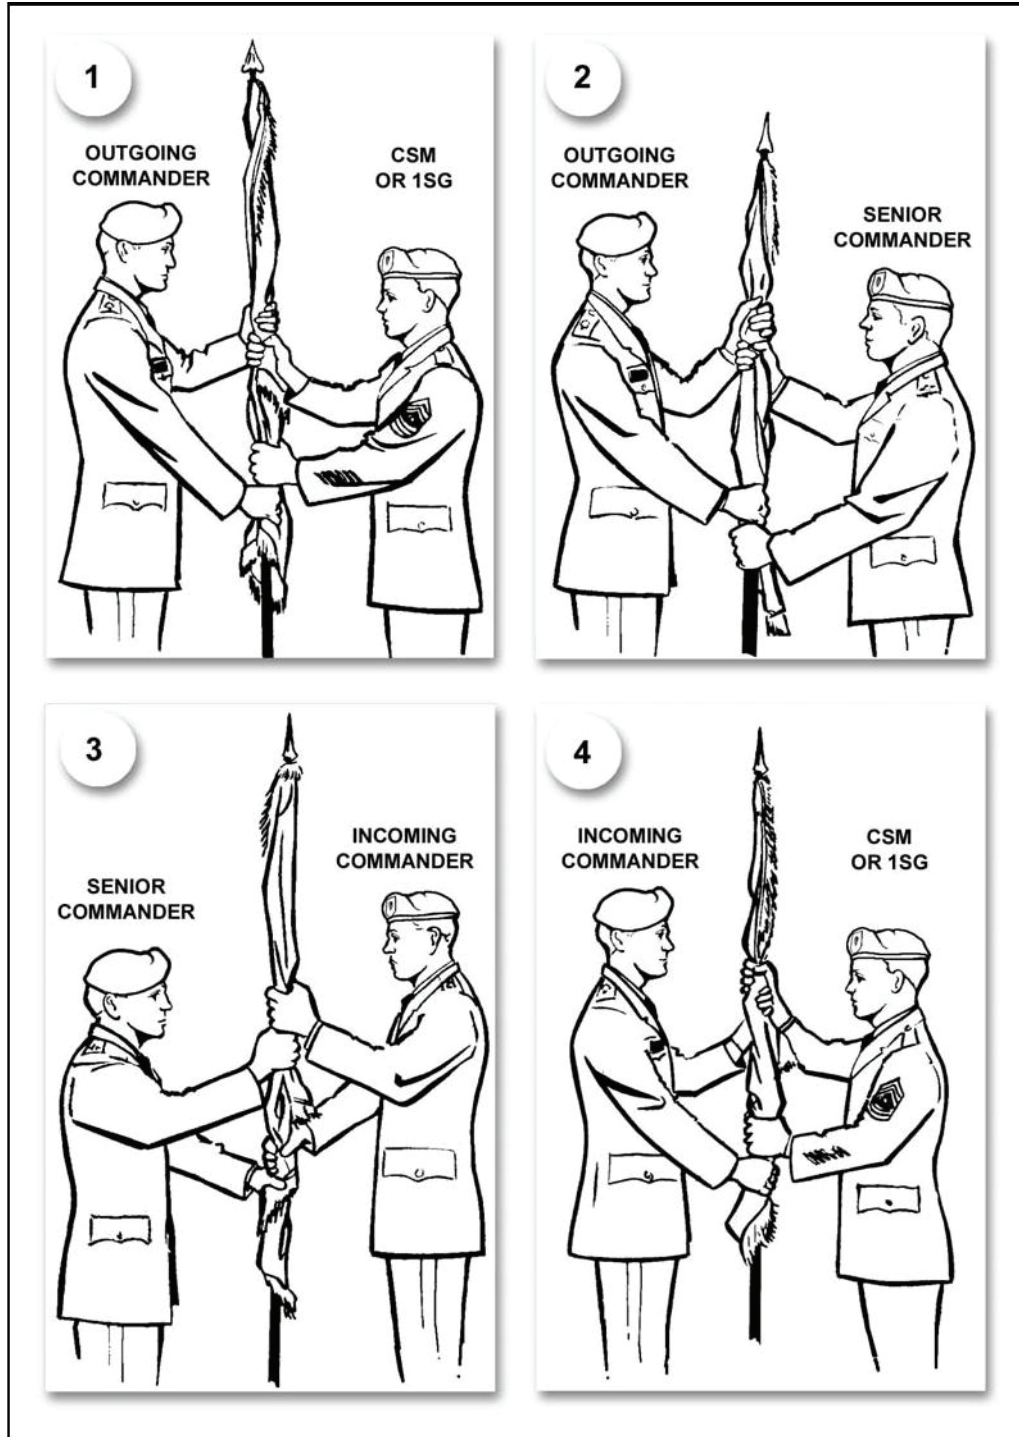 1
OUTGOING
COMMANDER
CSM
OR 1SG
2
OUTGOING
COMMANDER
SENIOR
COMMANDER
3
SENIOR
COMMANDER
INCOMING
COMMANDER
4
INCOMING
COMMANDER
CSM
OR 1SG